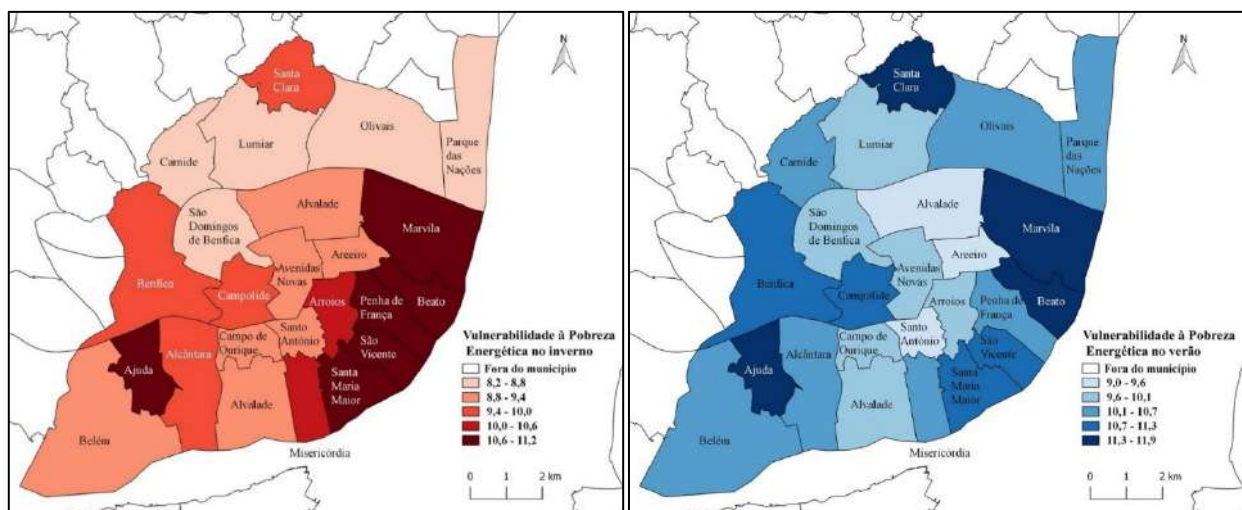 N
Santa
Clara
Olivais
Lumiar
Parque
das
Nações
Carnide
Alvalade
São
Domingos
de Benfica
Marvila
Areeiro
Avenidas
Novas
Benfica
Campolide
Beato
Arroios
Penha de
França
Santo
António
Campo de
Ourique
São
Vicente
Alcântara
Ajuda
Santa
Maria
Maior
Alvalade
Belém
Misericórdia
Vulnerabilidade à Pobreza
Energética no inverno
Fora do município
8,2 - 8,8
8,8 - 9,4
9,4 - 10,0
10,0 - 10,6
10,6 - 11,2
0 1 2 km
N
Santa
Clara
Olivais
Lumiar
Parque
das
Nações
Carnide
Alvalade
São
Domingos
de Benfica
Marvila
Areeiro
Avenidas
Novas
Benfica
Campolide
Beato
Arroios
Penha de
França
Santo
António
Campo de
Ourique
São
Vicente
Alcântara
Ajuda
Santa
Maria
Maior
Alvalade
Belém
Misericórdia
Vulnerabilidade à Pobreza
Energética no verão
Fora do município
9,0 - 9,6
9,6 - 10,1
10,1 - 10,7
10,7 - 11,3
11,3 - 11,9
0 1 2 km